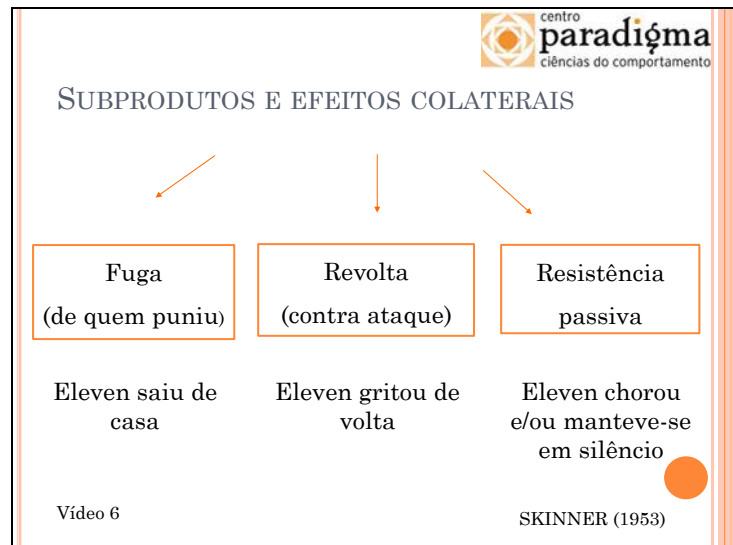 centro
paradigma
ciências do comportamento
SUBPRODUTOS E EFEITOS COLATERAIS
Fuga
(de quem puniu)
Revolta
(contra ataque)
Resistência
passiva
Eleven saiu de
casa
Eleven gritou de
volta
Eleven chorou
e/ou manteve-se
em silêncio
Vídeo 6
SKINNER (1953)